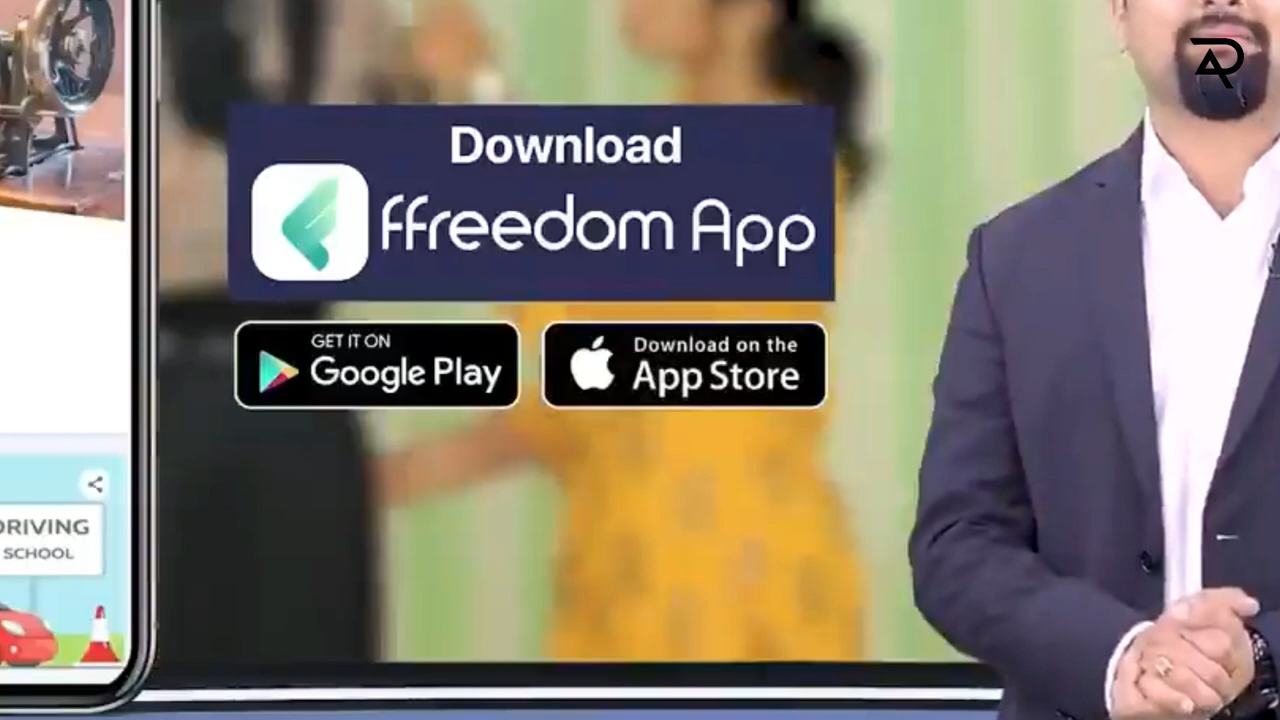 Download
ffreedom App
GET IT ON
Google Play
Download on the
App Store
DRIVING
SCHOOL